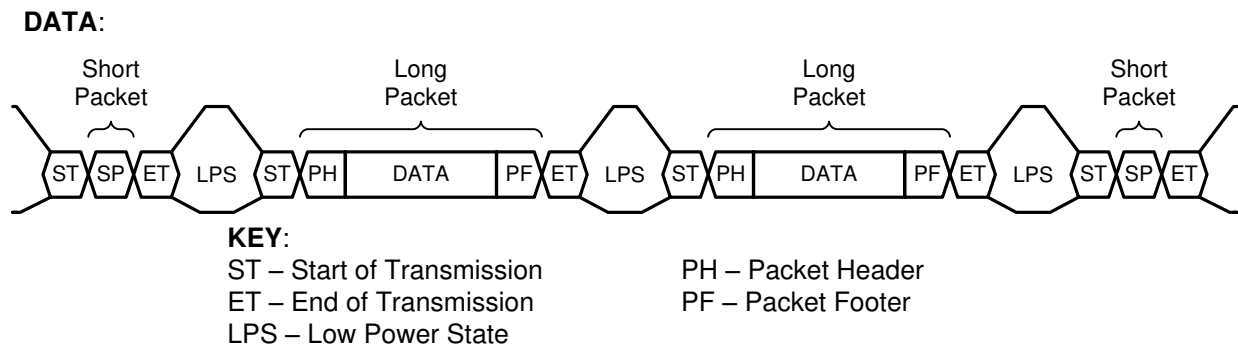 DATA:
Short
Packet
Long
Packet
Long
Packet
Short
Packet
ST SP ET LPS ST PH DATA PF ET LPS ST PH DATA PF ET LPS ST SP ET
KEY:
ST – Start of Transmission
PH – Packet Header
ET – End of Transmission
PF – Packet Footer
LPS – Low Power State